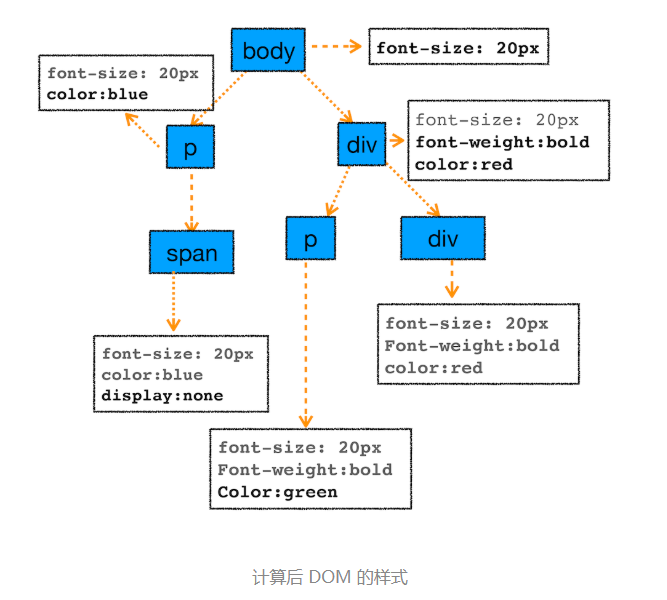 body
font-size: 20px
font-size: 20px
color:blue
p
div
font-size: 20px
font-weight:bold
color:red
span
p
div
font-size: 20px
color:blue
display:none
font-size: 20px
Font-weight:bold
color:red
font-size: 20px
Font-weight:bold
Color:green
计算后 DOM 的样式